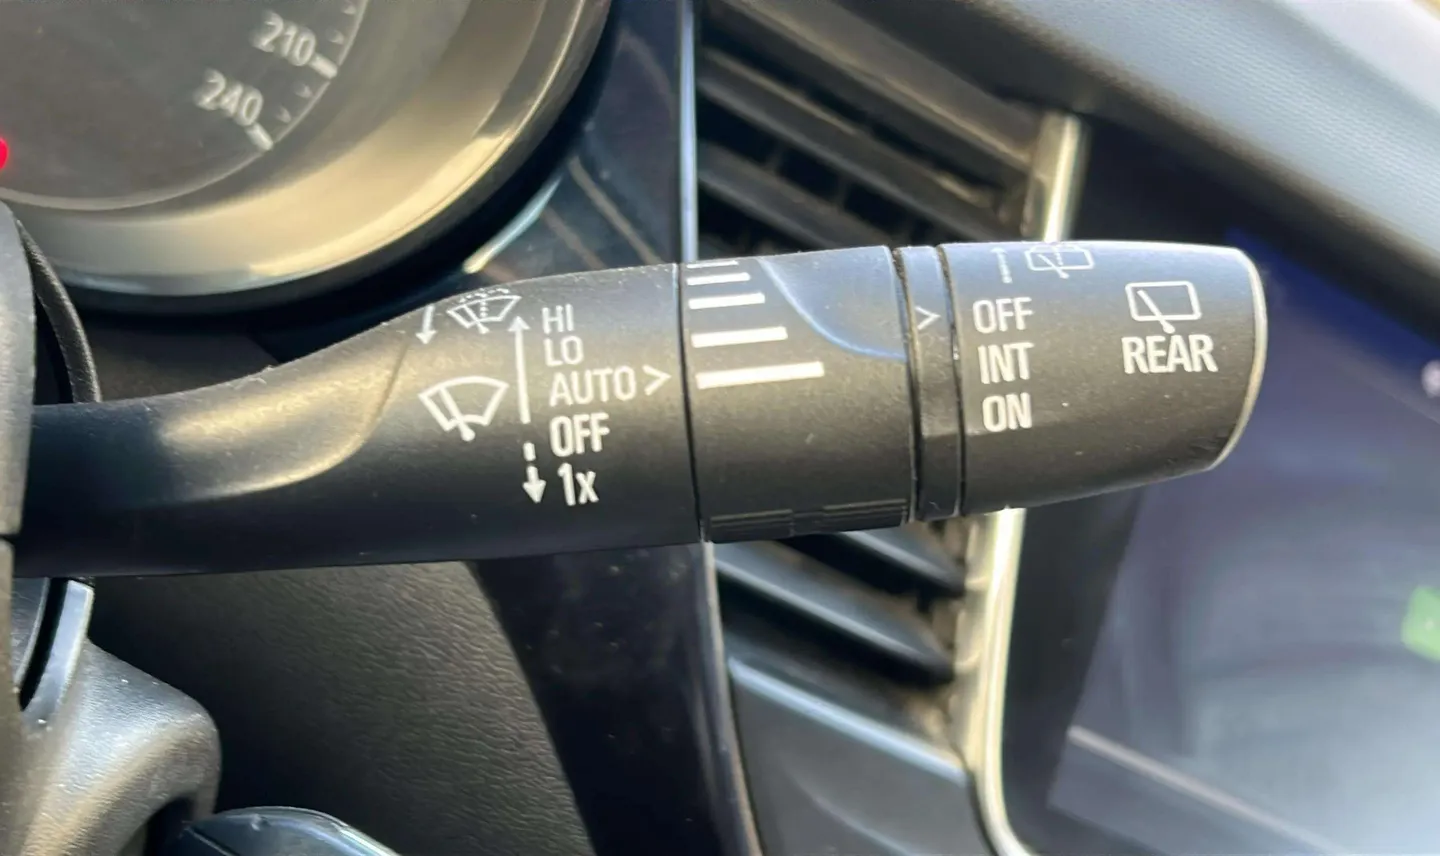 210
240
HI
LO
AUTO >
OFF
1x
>
OFF
INT
ON
REAR